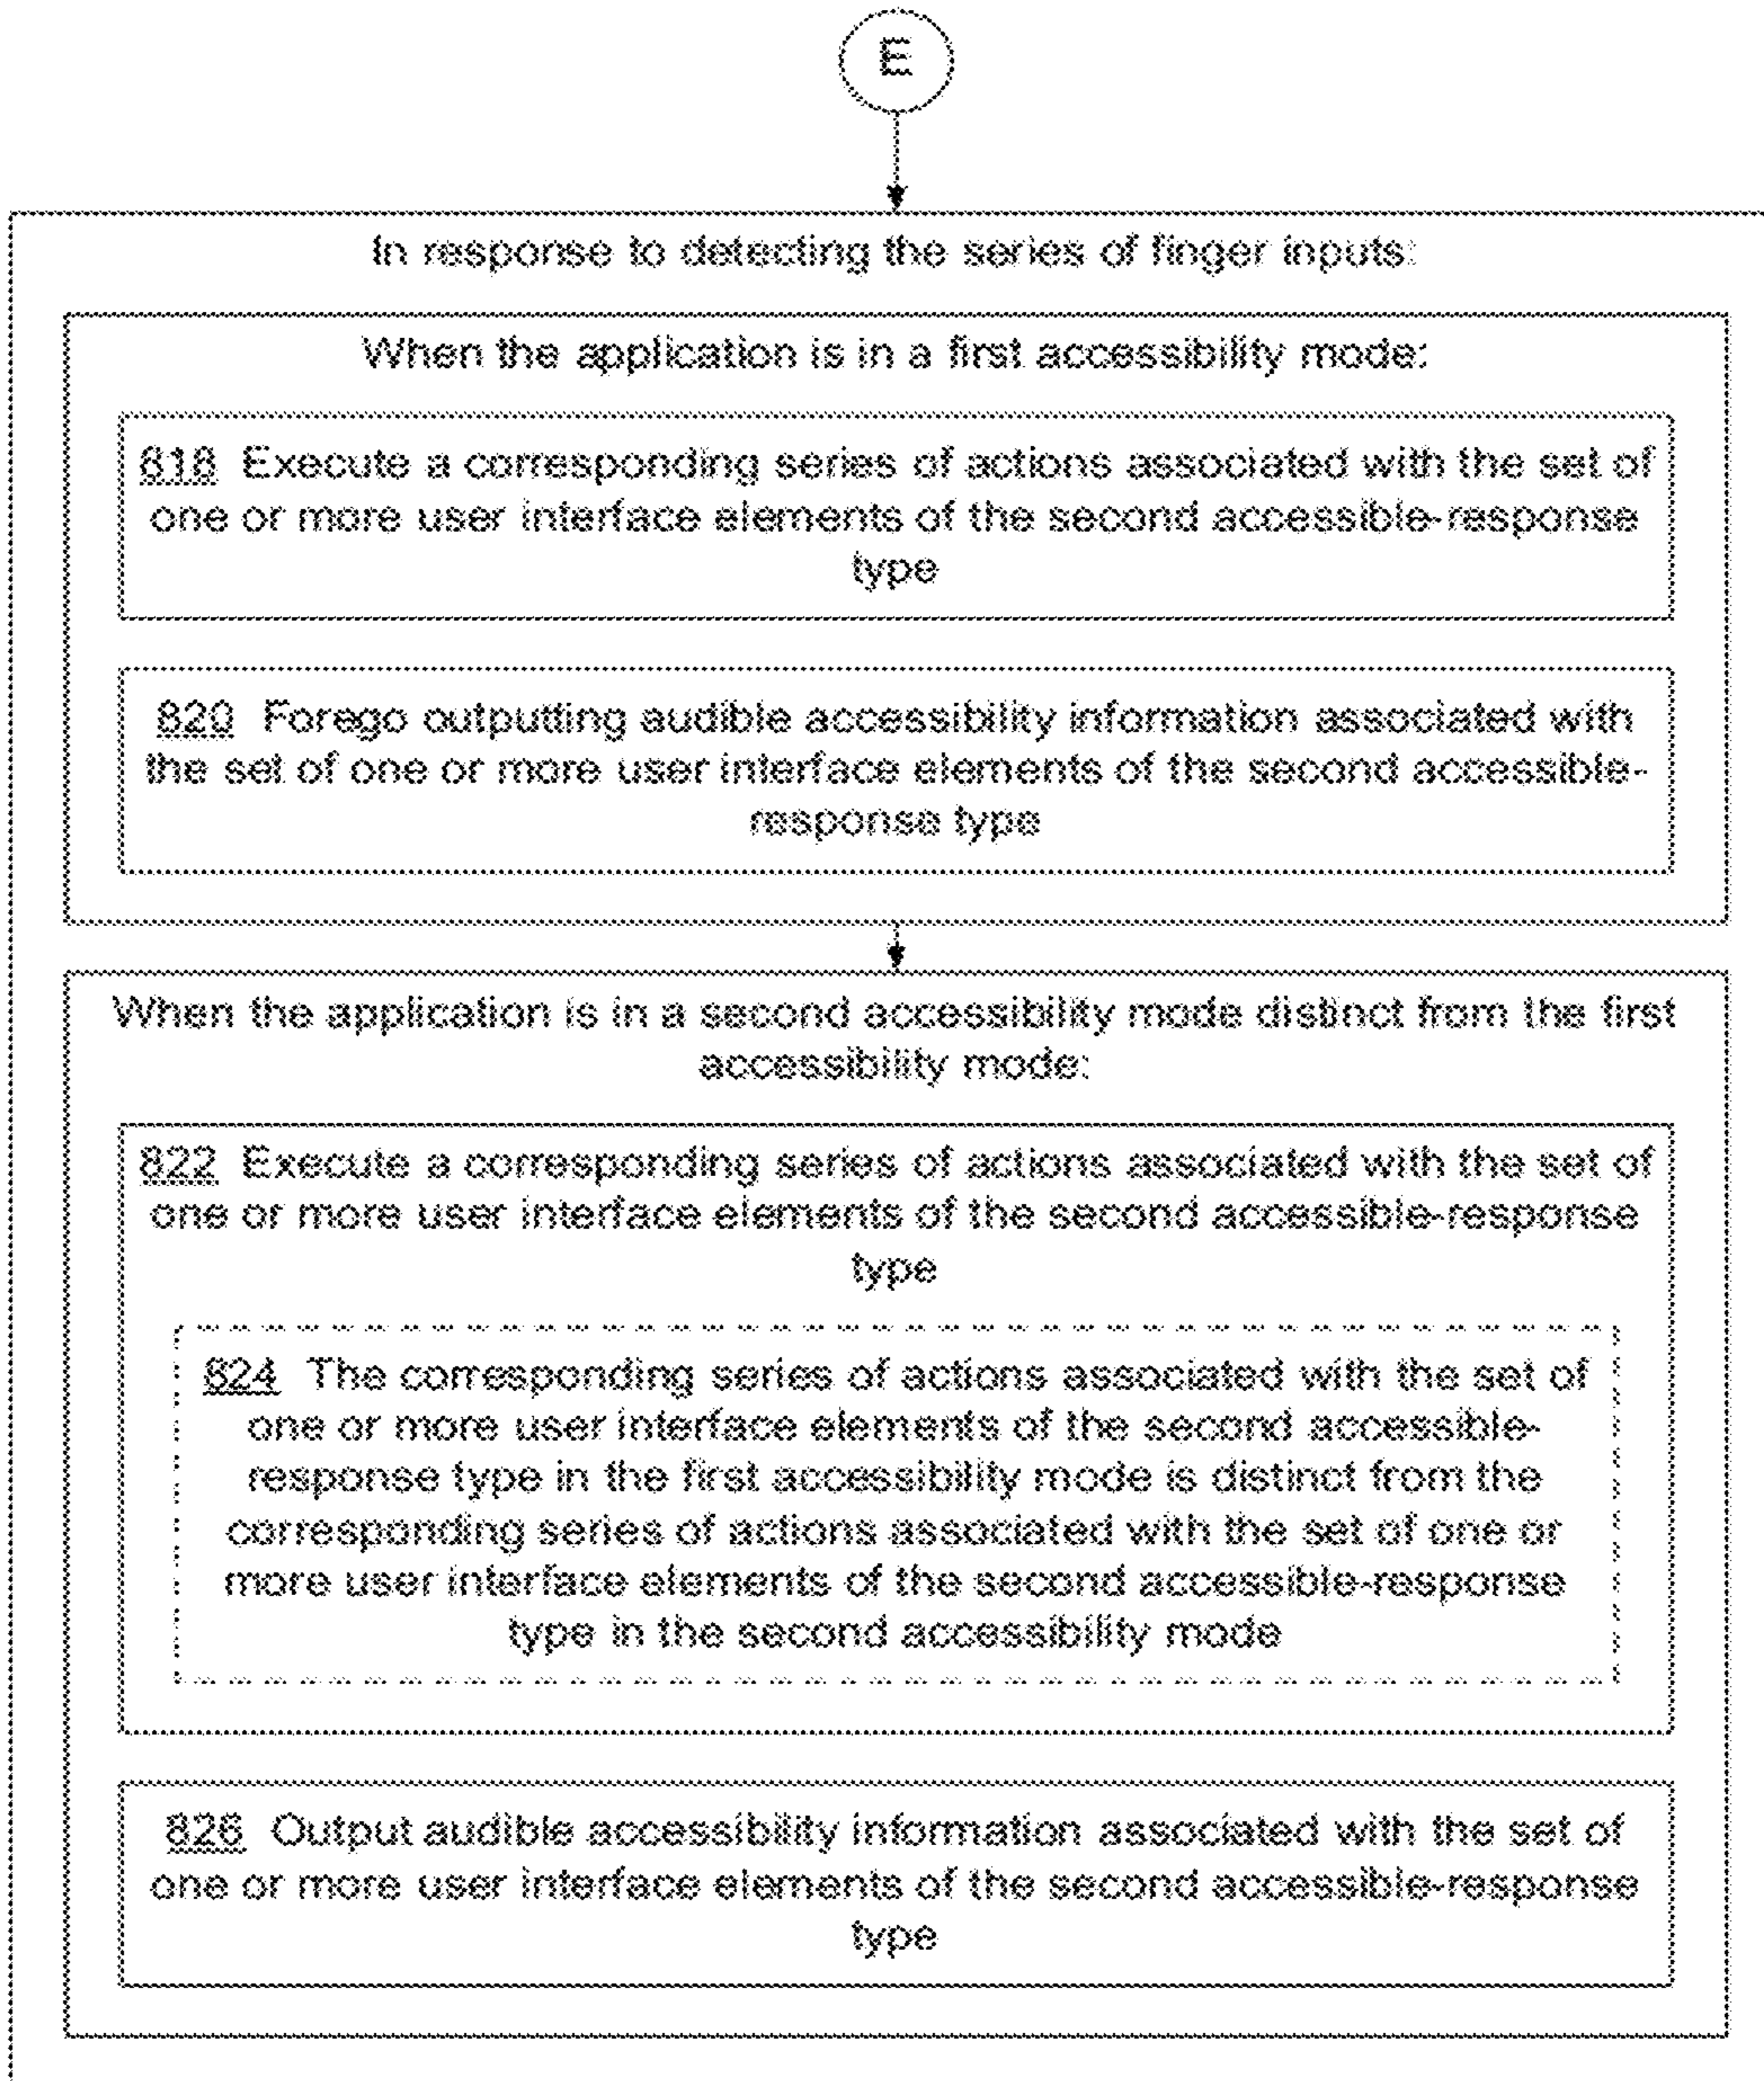 E
In response to detecting the series of finger inputs:
When the application is in a first accessibility mode:
818 Execute a corresponding series of actions associated with the set of
one or more user interface elements of the second accessible-response
type
820 Forego outputting audible accessibility information associated with
the set of one or more user interface elements of the second accessible-
response type
When the application is in a second accessibility mode distinct from the first
accessibility mode:
822 Execute a corresponding series of actions associated with the set of
one or more user interface elements of the second accessible-response
type
824 The corresponding series of actions associated with the set of
one or more user interface elements of the second accessible-
response type in the first accessibility mode is distinct from the
corresponding series of actions associated with the set of one or
more user interface elements of the second accessible-response
type in the second accessibility mode
826 Output audible accessibility information associated with the set of
one or more user interface elements of the second accessible-response
type